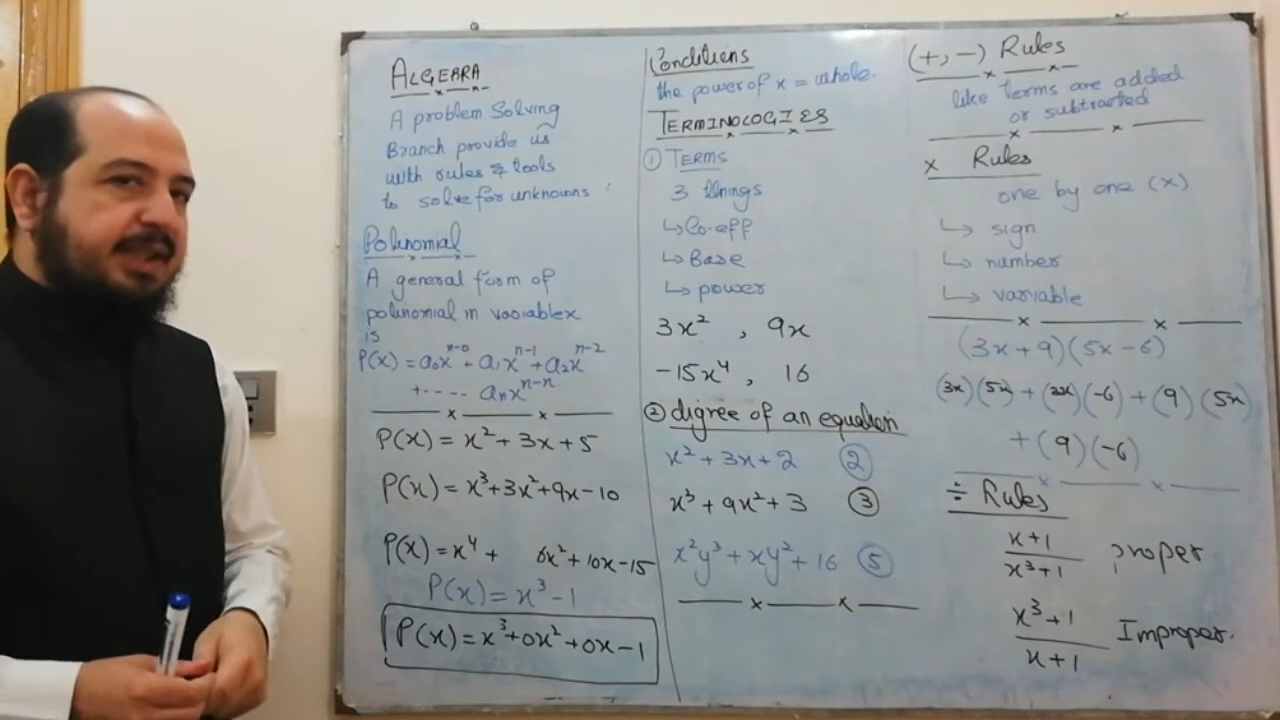 ALGEBRA
A problem Solving
Branch provide us
with rules & tools
to solve for unknowns :
Polinomial
A general form of
polinomial in variable x
is
P(x) = a₀x^(n-0) + a₁x^(n-1) + a₂x^(n-2)
+----- aₙx^(n-n)
P(x) = x² + 3x + 5
P(x) = x³ + 3x² + 9x - 10
P(x) = x⁴ + 6x² + 10x - 15
P(x) = x³ - 1
P(x) = x³ + 0x² + 0x - 1
Conditiens
the power of x = whole.
TERMINOLOGIES
① TERMS
3 things
↳ Co-eff
↳ Base
↳ power
3x² , 9x
-15x⁴ , 16
② digree of an equation
x² + 3x + 2 ②
x³ + 9x² + 3 ③
x²y³ + xy² + 16 ⑤
(+, -) Rules
like terms are added
or subtracted
x Rules
one by one (x)
↳ sign
↳ number
↳ variable
(3x + 9)(5x - 6)
(3x)(5x) + (3x)(-6) + (9)(5x)
+ (9)(-6)
÷ Rules
x+1 / x³+1 proper
x³+1 / x+1 Improper.